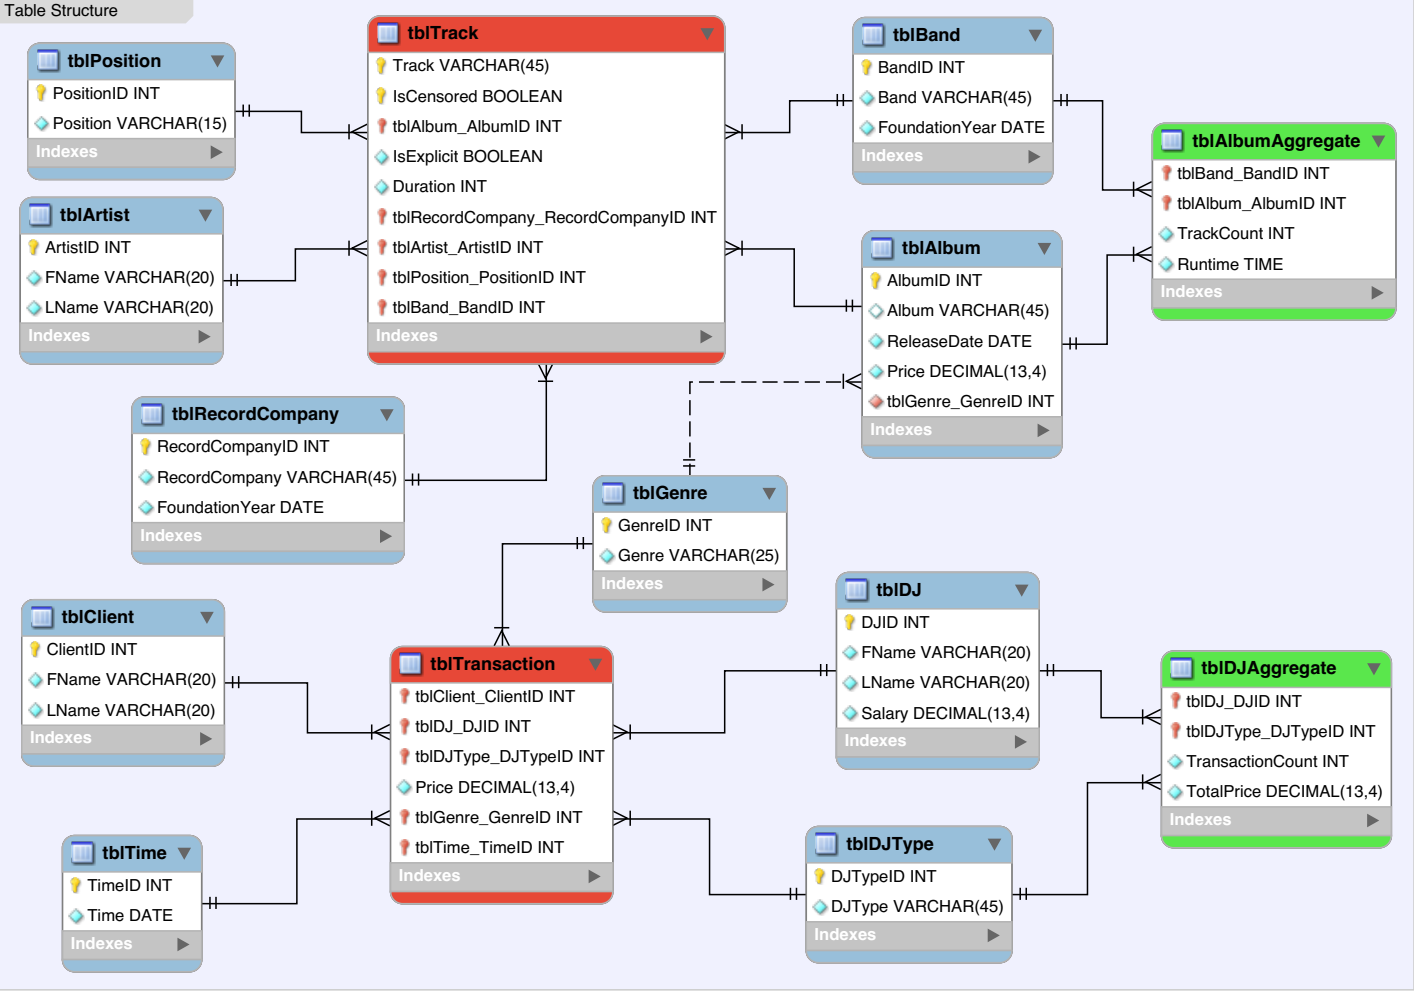 Table Structure
tblPosition
PositionID INT
Position VARCHAR(15)
Indexes
tblArtist
ArtistID INT
FName VARCHAR(20)
LName VARCHAR(20)
Indexes
tblTrack
Track VARCHAR(45)
IsCensored BOOLEAN
tblAlbum_AlbumID INT
IsExplicit BOOLEAN
Duration INT
tblRecordCompany_RecordCompanyID INT
tblArtist_ArtistID INT
tblPosition_PositionID INT
tblBand_BandID INT
Indexes
tblBand
BandID INT
Band VARCHAR(45)
FoundationYear DATE
Indexes
tblAlbumAggregate
tblBand_BandID INT
tblAlbum_AlbumID INT
TrackCount INT
Runtime TIME
Indexes
tblAlbum
AlbumID INT
Album VARCHAR(45)
ReleaseDate DATE
Price DECIMAL(13,4)
tblGenre_GenreID INT
Indexes
tblRecordCompany
RecordCompanyID INT
RecordCompany VARCHAR(45)
FoundationYear DATE
Indexes
tblGenre
GenreID INT
Genre VARCHAR(25)
Indexes
tblClient
ClientID INT
FName VARCHAR(20)
LName VARCHAR(20)
Indexes
tblTransaction
tblClient_ClientID INT
tblDJ_DJID INT
tblDJType_DJTypeID INT
Price DECIMAL(13,4)
tblGenre_GenreID INT
tblTime_TimeID INT
Indexes
tblDJ
DJID INT
FName VARCHAR(20)
LName VARCHAR(20)
Salary DECIMAL(13,4)
Indexes
tblDJAggregate
tblDJ_DJID INT
tblDJType_DJTypeID INT
TransactionCount INT
TotalPrice DECIMAL(13,4)
Indexes
tblTime
TimeID INT
Time DATE
Indexes
tblDJType
DJTypeID INT
DJType VARCHAR(45)
Indexes